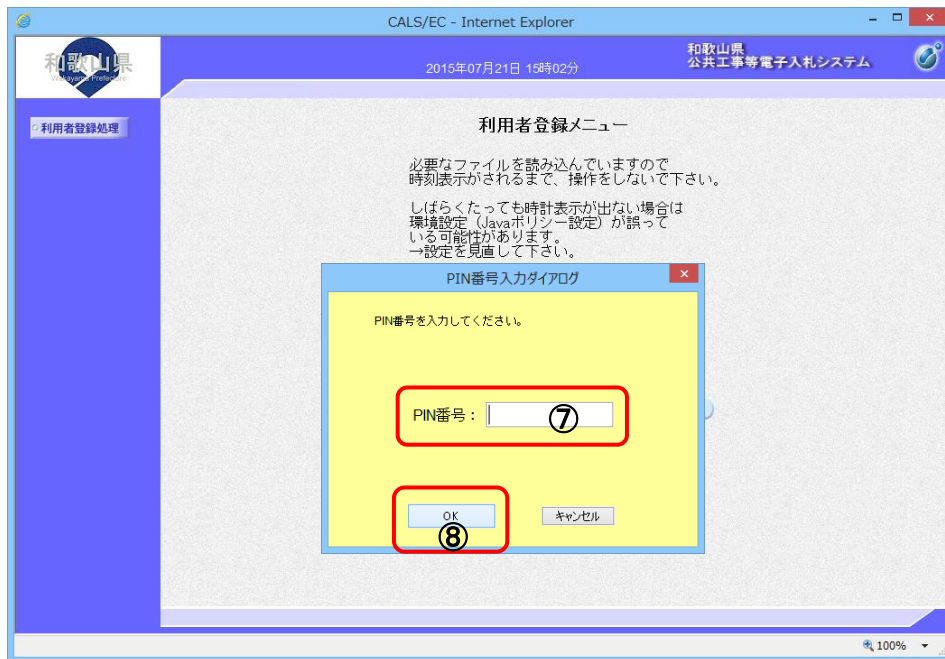 CALS/EC - Internet Explorer
和歌山県
Wakayama Prefecture
2015年07月21日 15時02分
和歌山県
公共工事等電子入札システム
利用者登録処理
利用者登録メニュー
必要なファイルを読み込んでいますので
時刻表示がされるまで、操作をしないで下さい。
しばらくたっても時計表示が出ない場合は
環境設定（Javaポリシー設定）が誤って
いる可能性があります。
→設定を見直して下さい。
PIN番号入力ダイアログ
PIN番号を入力してください。
PIN番号：
⑦
OK
キャンセル
⑧
100%